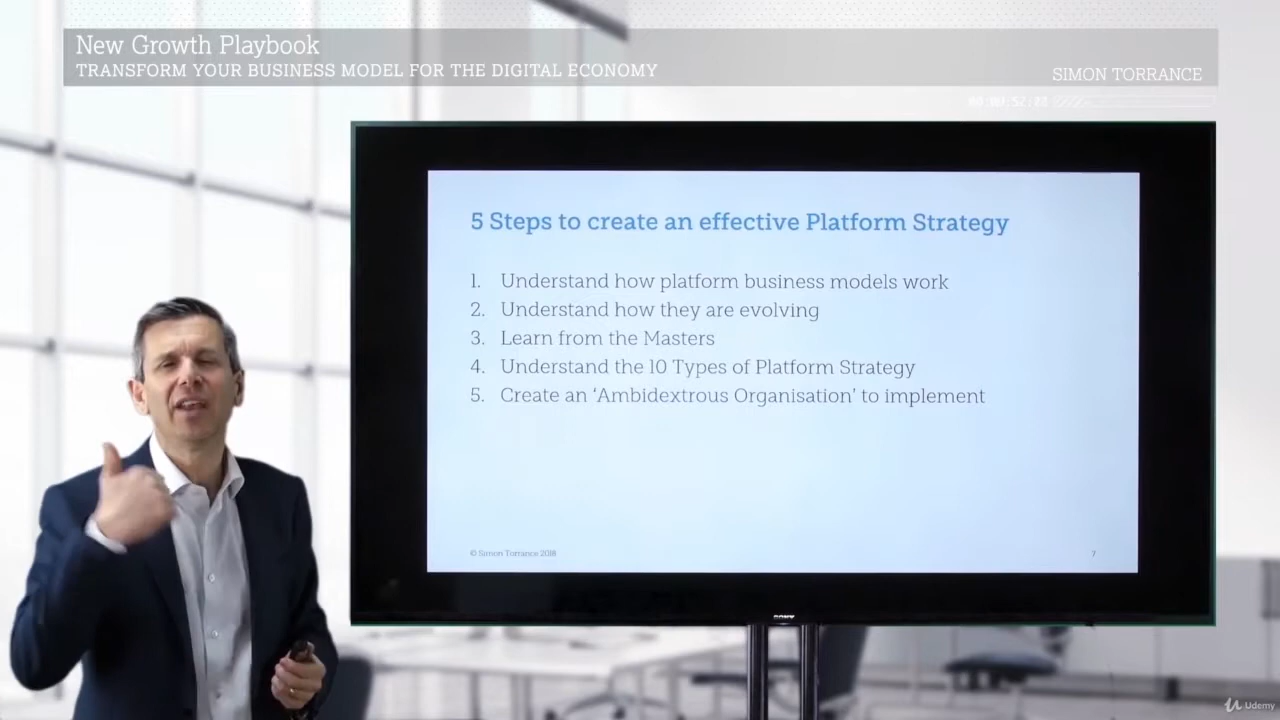 New Growth Playbook
TRANSFORM YOUR BUSINESS MODEL FOR THE DIGITAL ECONOMY
SIMON TORRANCE
5 Steps to create an effective Platform Strategy
1. Understand how platform business models work
2. Understand how they are evolving
3. Learn from the Masters
4. Understand the 10 Types of Platform Strategy
5. Create an ‘Ambidextrous Organisation’ to implement
© Simon Torrance 2018
7
SONY
Udemy